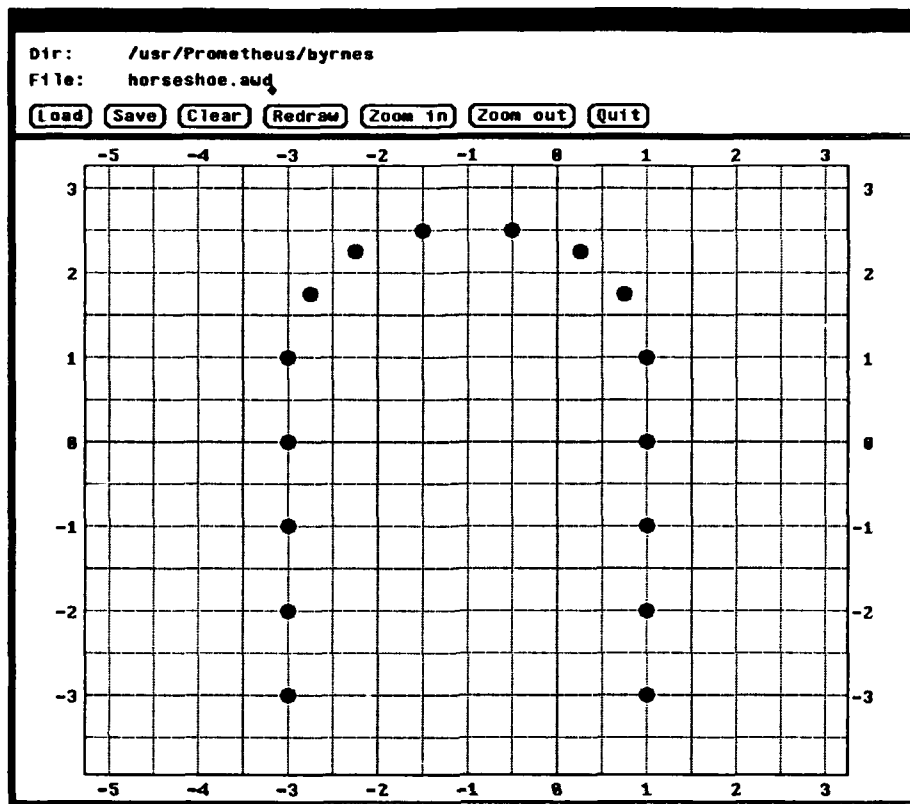 Dir: /usr/Prometheus/byrnes
File: horseshoe.awd
Load Save Clear Redraw Zoom in Zoom out Quit
-5 -4 -3 -2 -1 0 1 2 3
3 3
2 2
1 1
0 0
-1 -1
-2 -2
-3 -3
-5 -4 -3 -2 -1 0 1 2 3